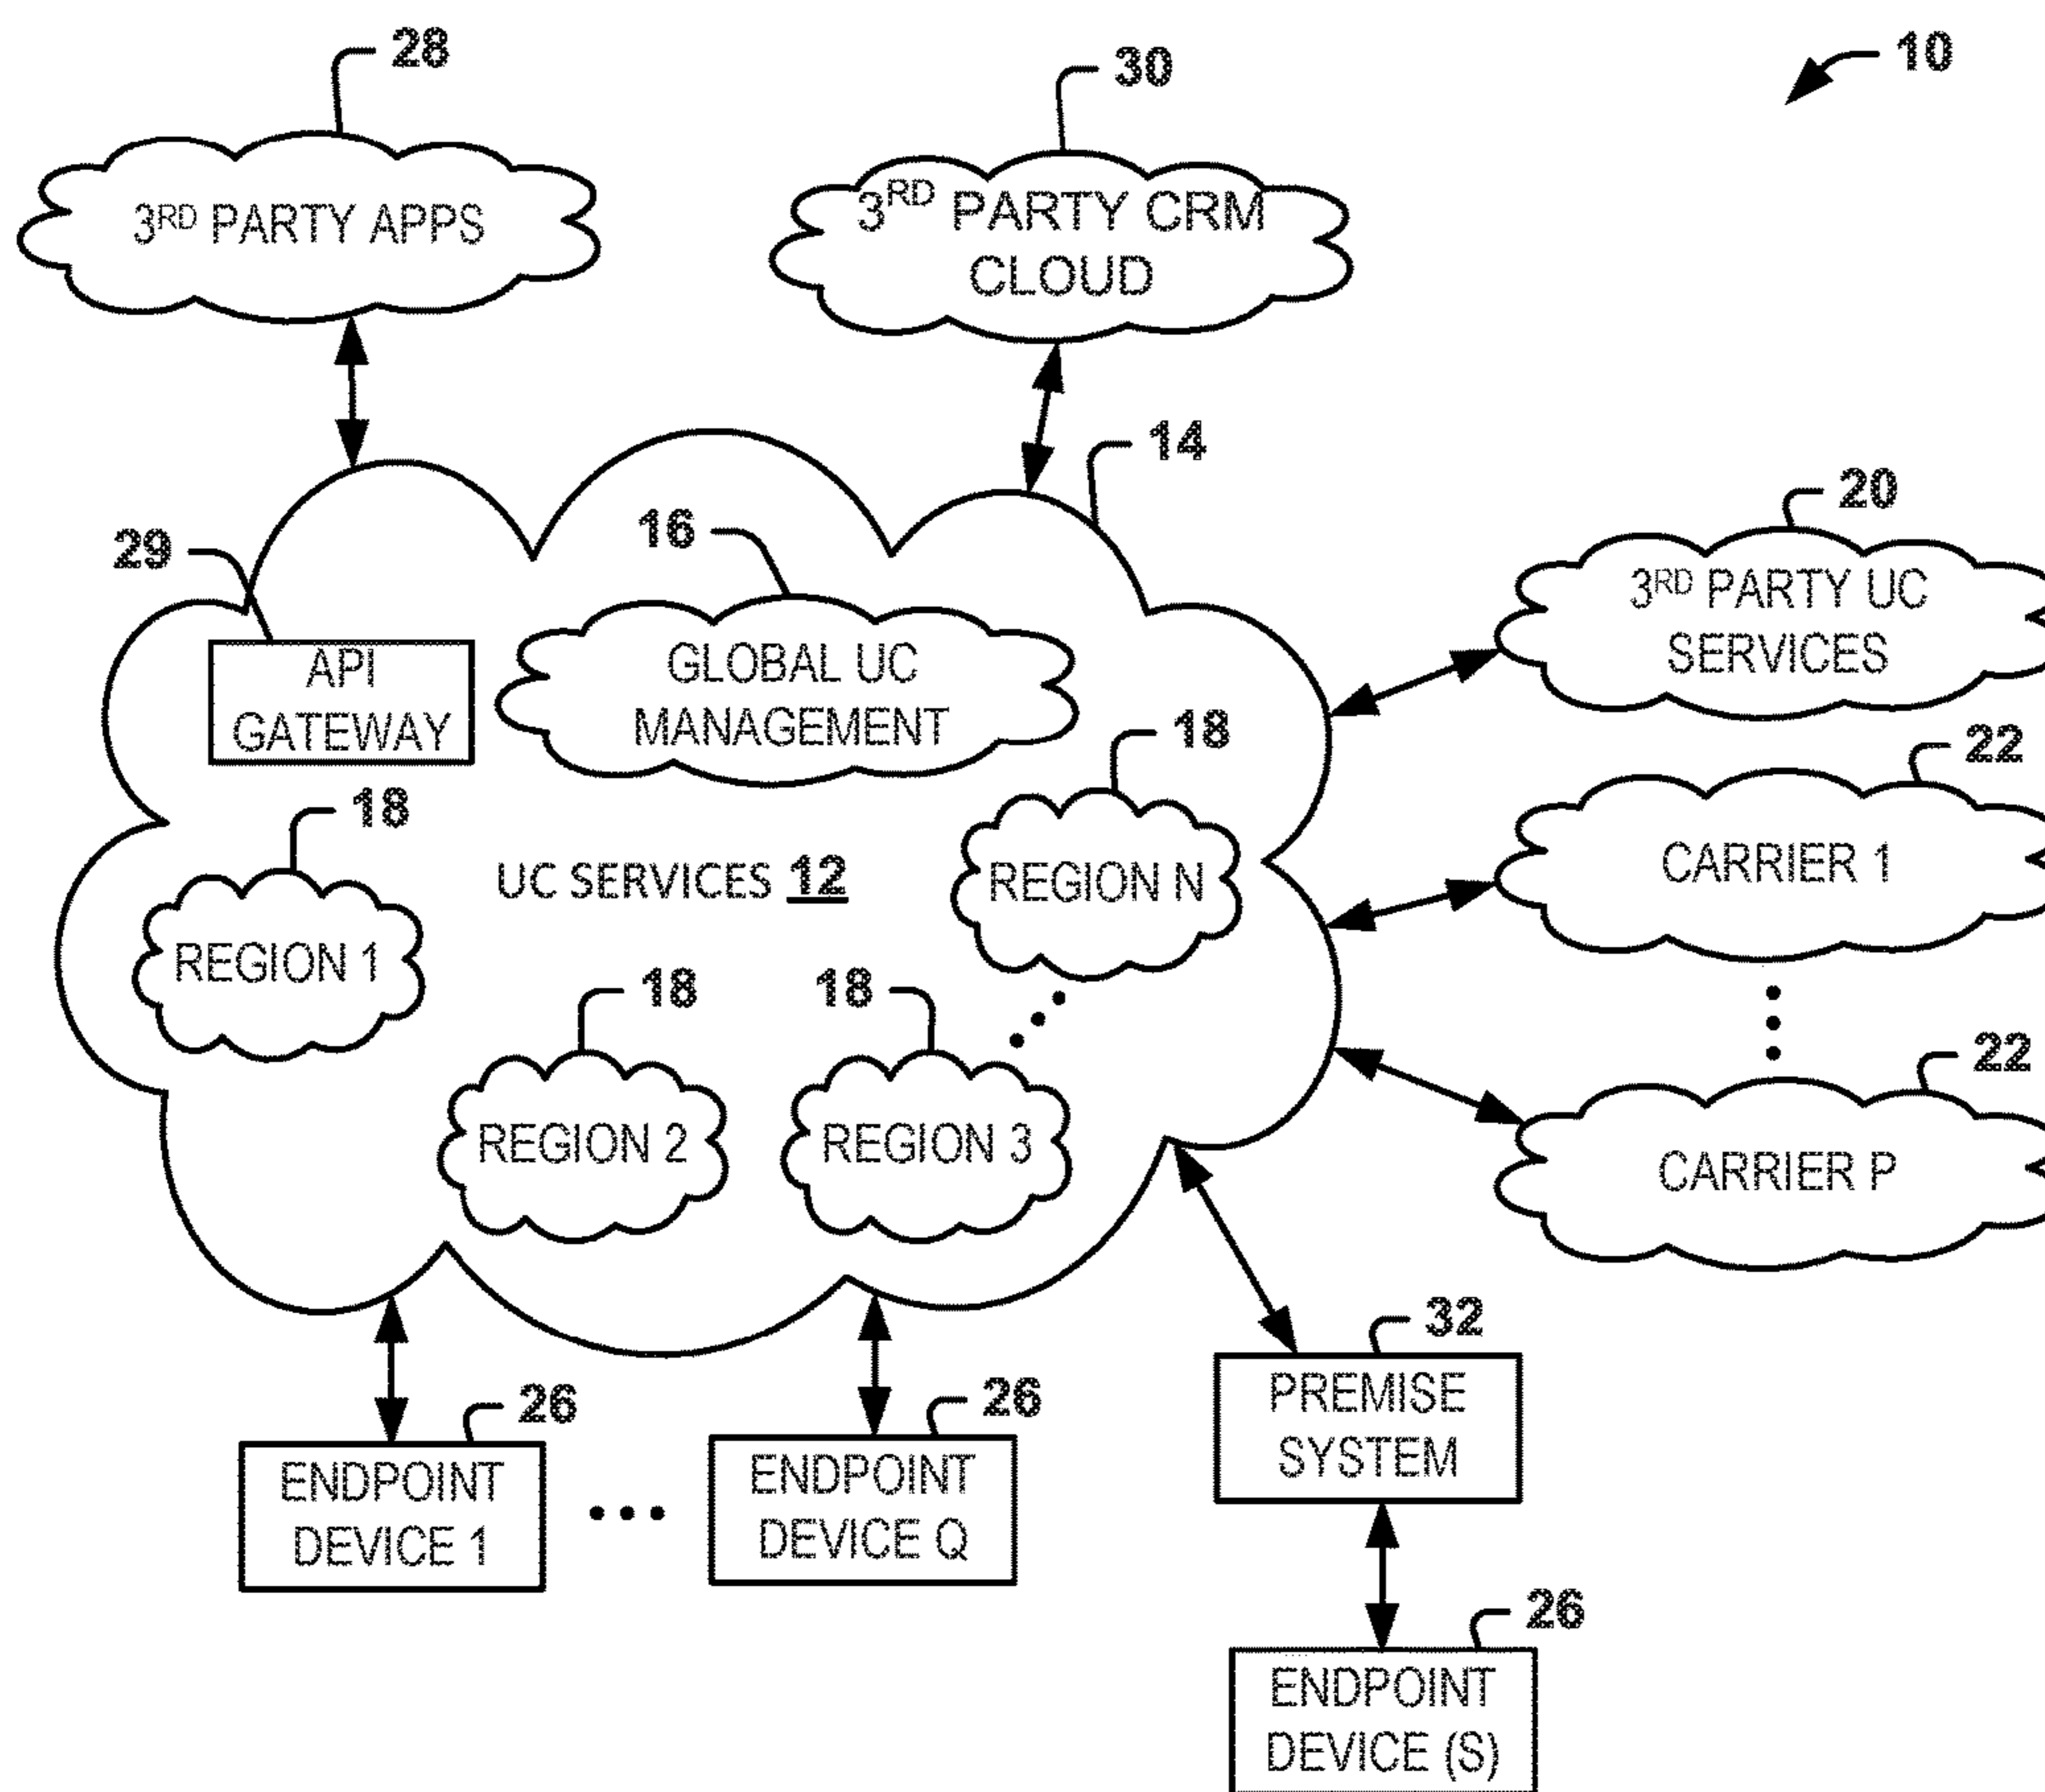 28
30
10
3RD PARTY APPS
3RD PARTY CRM
CLOUD
14
20
29
16
3RD PARTY UC
SERVICES
API
GATEWAY
GLOBAL UC
MANAGEMENT
18
22
18
UC SERVICES 12
REGION N
CARRIER 1
REGION 1
18
18
22
REGION 2
REGION 3
CARRIER P
32
26
26
PREMISE
SYSTEM
ENDPOINT
DEVICE 1
ENDPOINT
DEVICE Q
26
ENDPOINT
DEVICE (S)